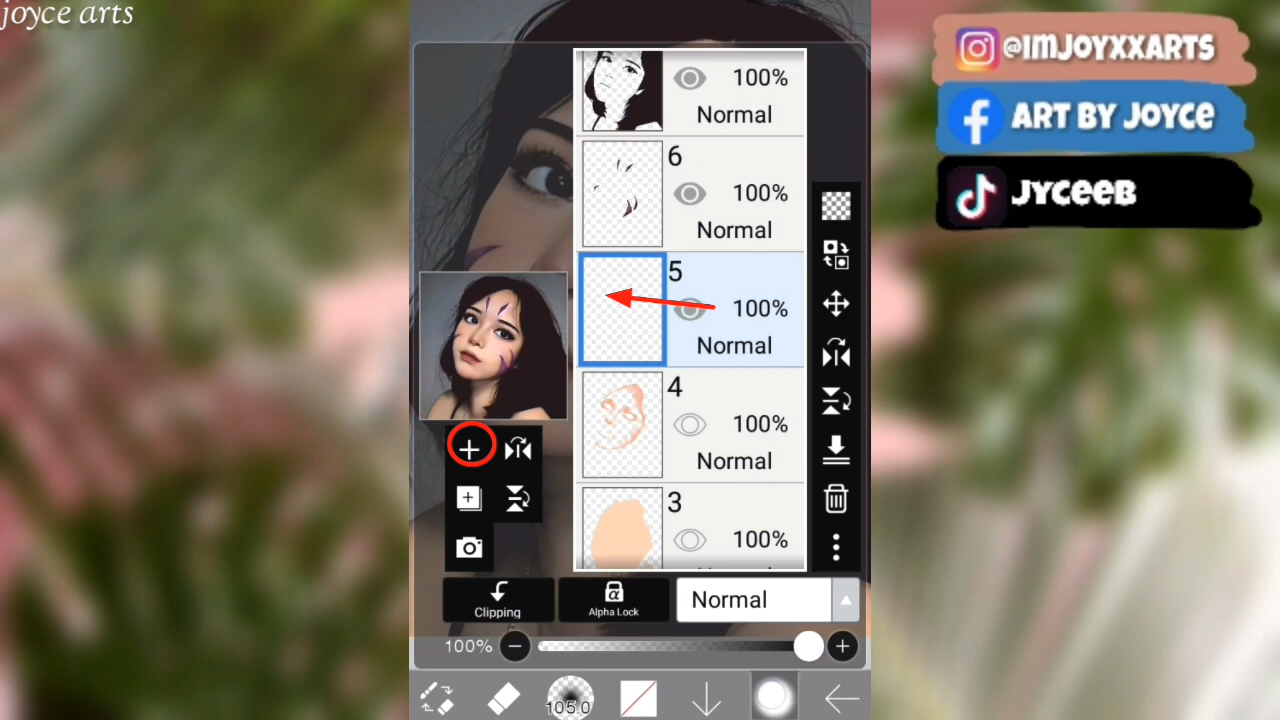 joyce arts
@IMJOYXXARTS
ART BY JOYCE
JYCEEB
100%
Normal
6
100%
Normal
5
100%
Normal
4
100%
Normal
3
100%
Clipping
α
Alpha Lock
Normal
100%
105.0